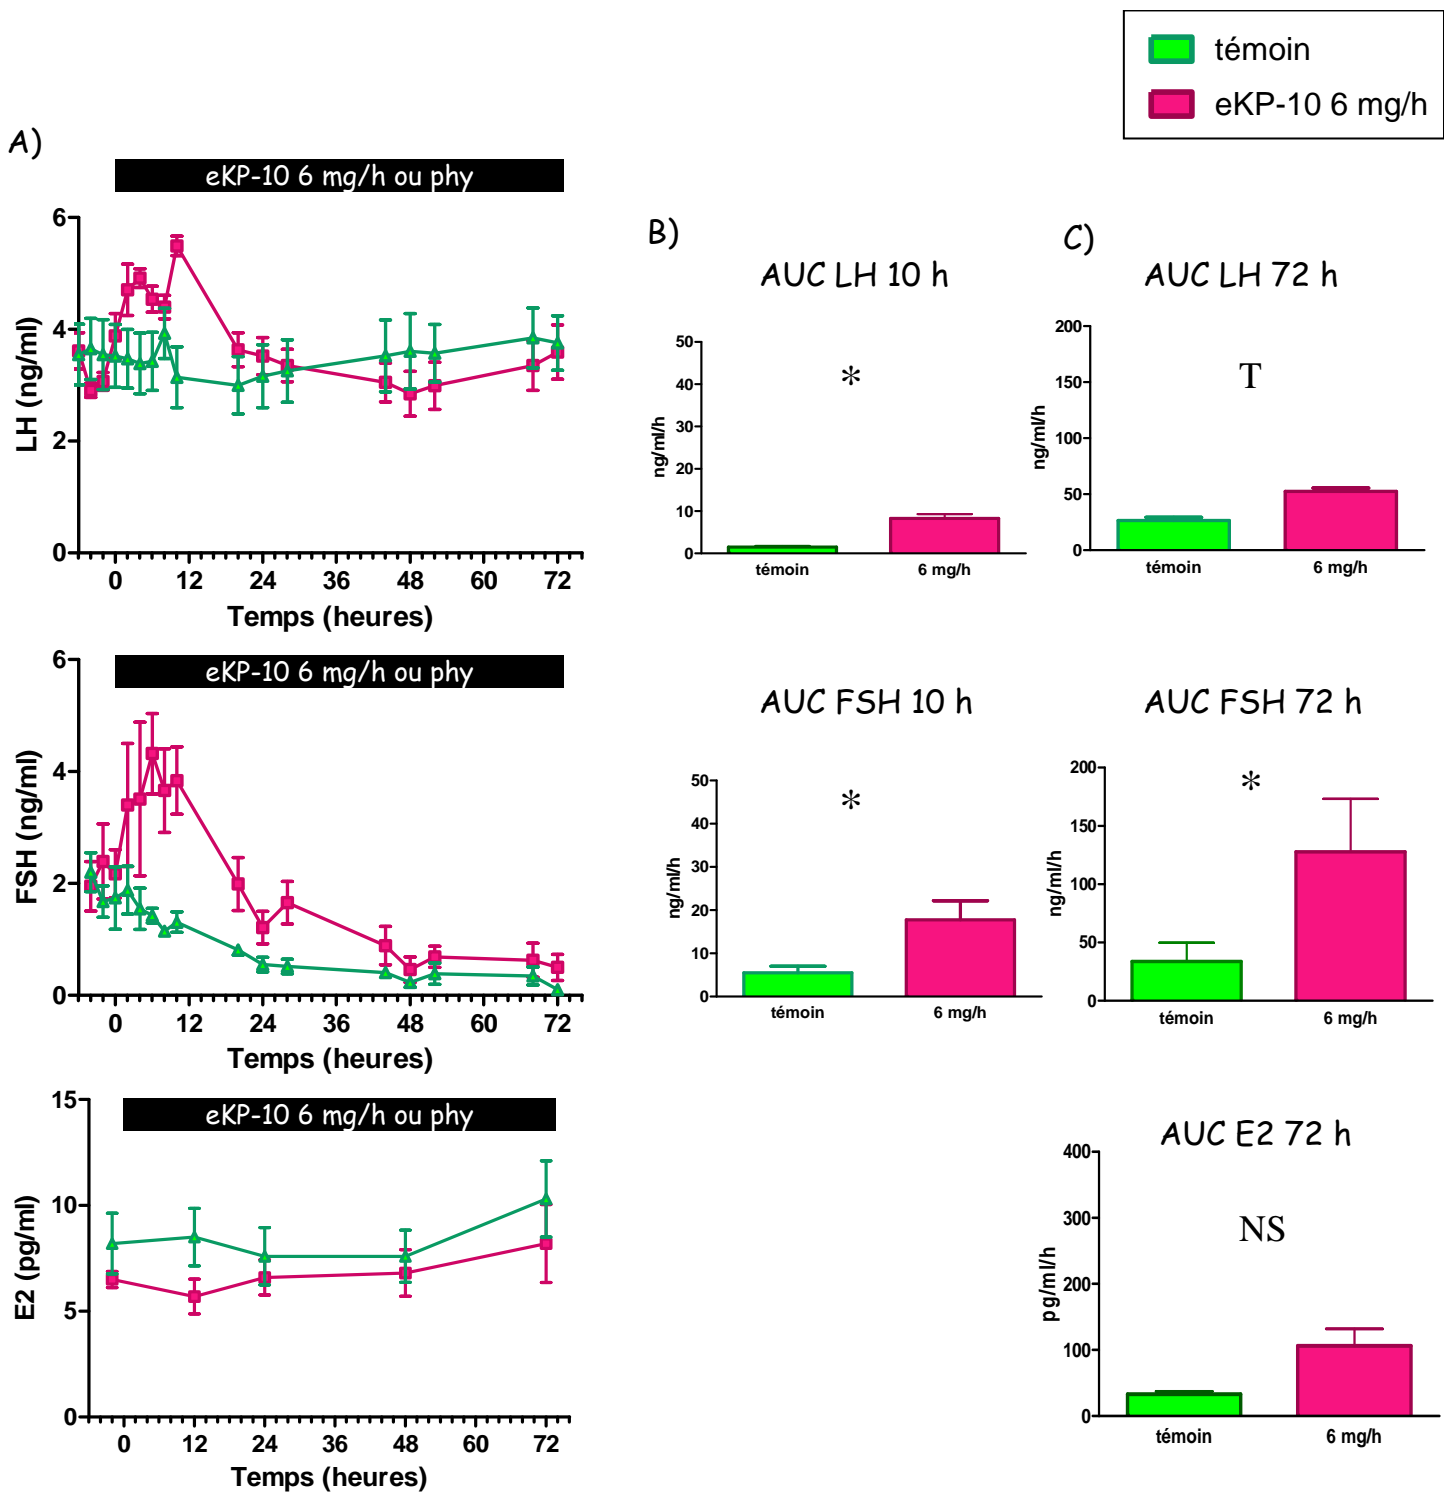 témoin
eKP-10 6 mg/h
A)
eKP-10 6 mg/h ou phy
6
4
2
0
LH (ng/ml)
0 12 24 36 48 60 72
Temps (heures)
B)
AUC LH 10 h
50
40
30
20
10
0
ng/ml/h
*
témoin 6 mg/h
C)
AUC LH 72 h
200
150
100
50
0
ng/ml/h
T
témoin 6 mg/h
eKP-10 6 mg/h ou phy
6
4
2
0
FSH (ng/ml)
0 12 24 36 48 60 72
Temps (heures)
AUC FSH 10 h
50
40
30
20
10
0
ng/ml/h
*
témoin 6 mg/h
AUC FSH 72 h
200
150
100
50
0
ng/ml/h
*
témoin 6 mg/h
eKP-10 6 mg/h ou phy
15
10
5
0
E2 (pg/ml)
0 12 24 36 48 60 72
Temps (heures)
AUC E2 72 h
400
300
200
100
0
pg/ml/h
NS
témoin 6 mg/h